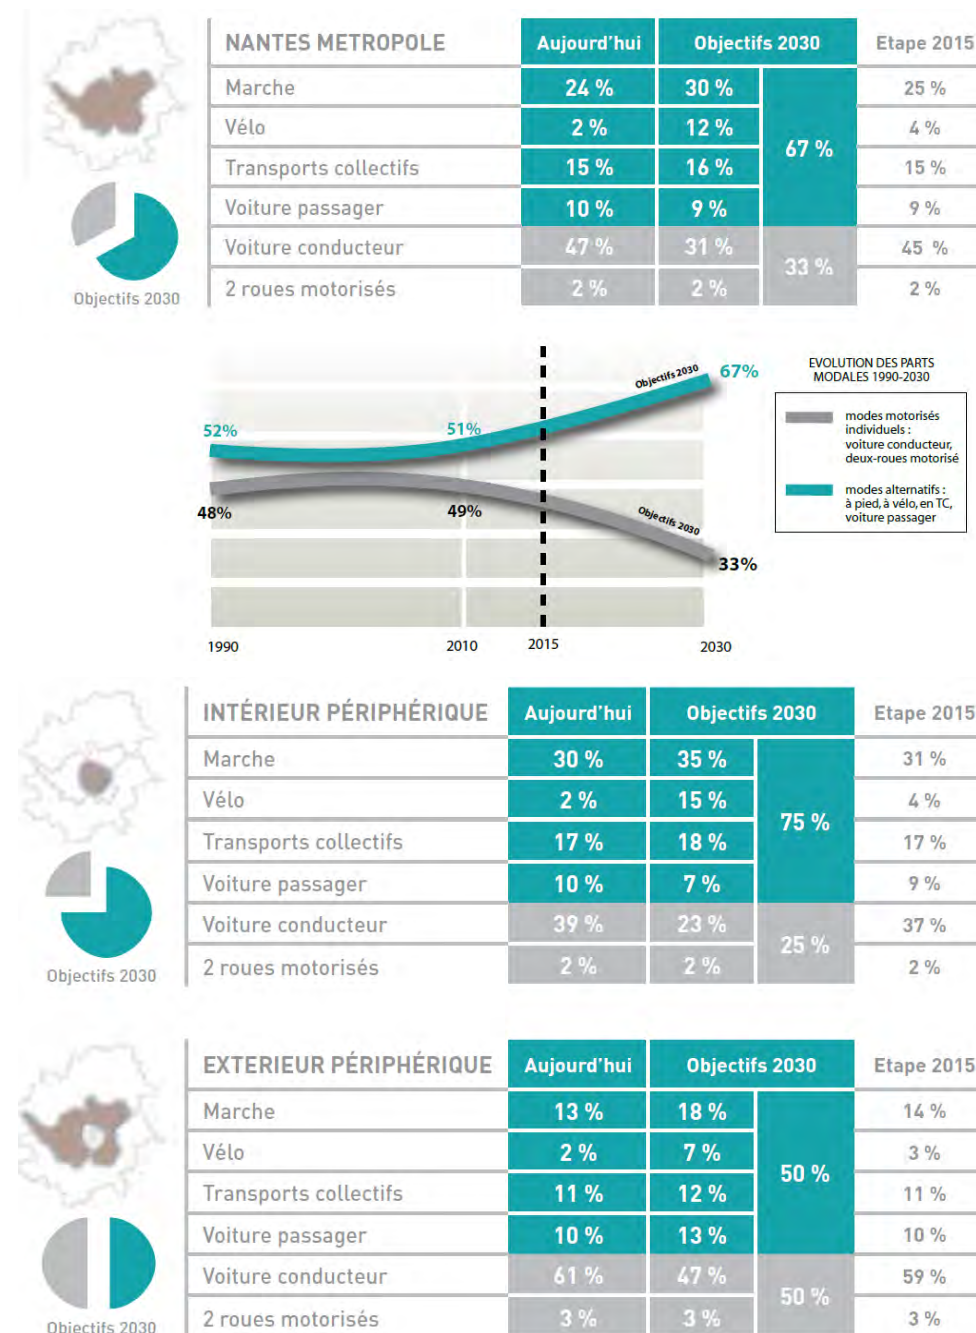 NANTES METROPOLE Aujourd'hui Objectifs 2030 Etape 2015
Marche 24 % 30 % 25 %
Vélo 2 % 12 % 4 %
67 %
Transports collectifs 15 % 16 % 15 %
Voiture passager 10 % 9 % 9 %
Voiture conducteur 47 % 31 % 45 %
33 %
2 roues motorisés 2 % 2 % 2 %
Objectifs 2030
EVOLUTION DES PARTS
MODALES 1990-2030
Objectifs 2030 67%
52% 51%
48% 49%
Objectifs 2030
33%
1990 2010 2015 2030
modes motorisés
individuels :
voiture conducteur,
deux-roues motorisé
modes alternatifs :
à pied, à vélo, en TC,
voiture passager
INTÉRIEUR PÉRIPHÉRIQUE Aujourd'hui Objectifs 2030 Etape 2015
Marche 30 % 35 % 31 %
Vélo 2 % 15 % 4 %
75 %
Transports collectifs 17 % 18 % 17 %
Voiture passager 10 % 7 % 9 %
Voiture conducteur 39 % 23 % 37 %
25 %
2 roues motorisés 2 % 2 % 2 %
Objectifs 2030
EXTERIEUR PÉRIPHÉRIQUE Aujourd'hui Objectifs 2030 Etape 2015
Marche 13 % 18 % 14 %
Vélo 2 % 7 % 3 %
50 %
Transports collectifs 11 % 12 % 11 %
Voiture passager 10 % 13 % 10 %
Voiture conducteur 61 % 47 % 59 %
50 %
2 roues motorisés 3 % 3 % 3 %
Objectifs 2030